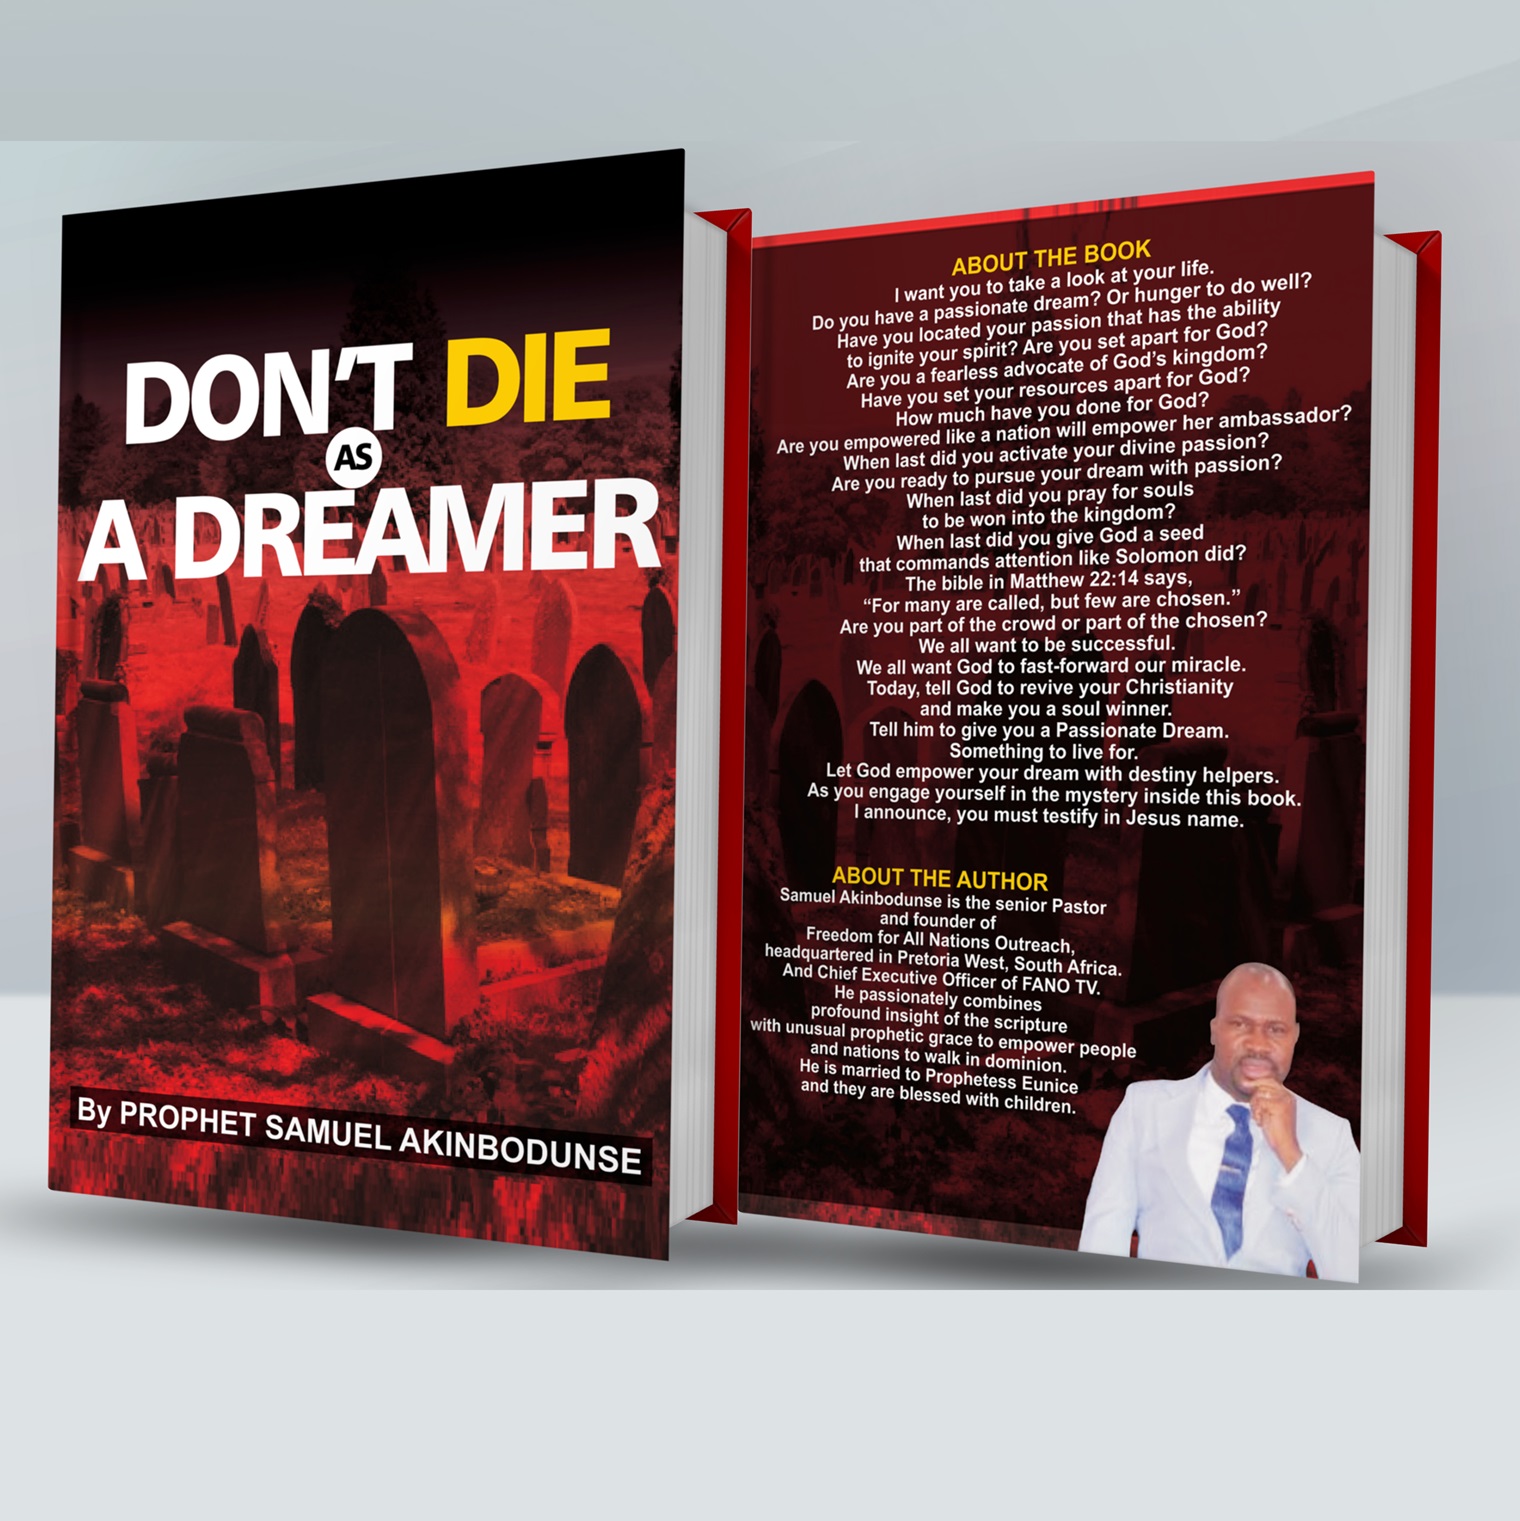 DON'T DIE
AS
A DREAMER
By PROPHET SAMUEL AKINBODUNSE
ABOUT THE BOOK
I want you to take a look at your life.
Do you have a passionate dream? Or hunger to do well?
Have you located your passion that has the ability
to ignite your spirit? Are you set apart for God?
Are you a fearless advocate of God's kingdom?
Have you set your resources apart for God?
How much have you done for God?
Are you empowered like a nation will empower her ambassador?
When last did you activate your divine passion?
Are you ready to pursue your dream with passion?
When last did you pray for souls
to be won into the kingdom?
When last did you give God a seed
that commands attention like Solomon did?
The bible in Matthew 22:14 says,
“For many are called, but few are chosen.”
Are you part of the crowd or part of the chosen?
We all want to be successful.
We all want God to fast-forward our miracle.
Today, tell God to revive your Christianity
and make you a soul winner.
Tell him to give you a Passionate Dream.
Something to live for.
Let God empower your dream with destiny helpers.
As you engage yourself in the mystery inside this book.
I announce, you must testify in Jesus name.
ABOUT THE AUTHOR
Samuel Akinbodunse is the senior Pastor
and founder of
Freedom for All Nations Outreach,
headquartered in Pretoria West, South Africa.
And Chief Executive Officer of FANO TV.
He passionately combines
profound insight of the scripture
with unusual prophetic grace to empower people
and nations to walk in dominion.
He is married to Prophetess Eunice
and they are blessed with children.